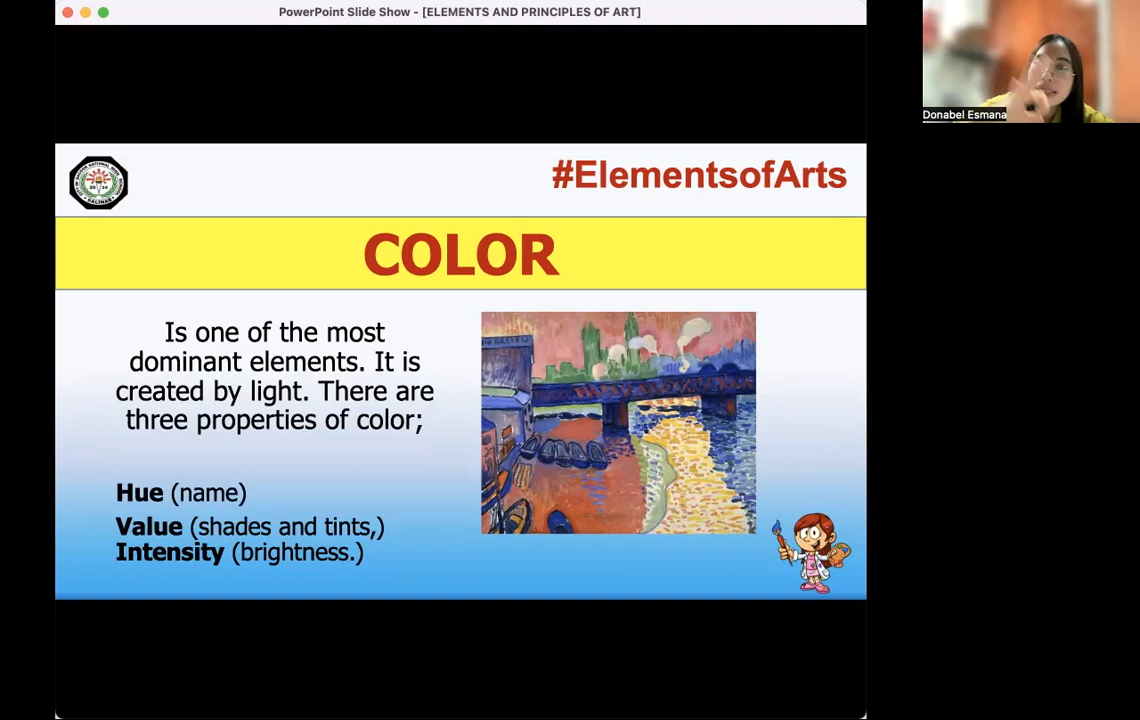 PowerPoint Slide Show - [ELEMENTS AND PRINCIPLES OF ART]
Donabel Esmana
#ElementsofArts
COLOR
Is one of the most
dominant elements. It is
created by light. There are
three properties of color;
Hue (name)
Value (shades and tints,)
Intensity (brightness.)